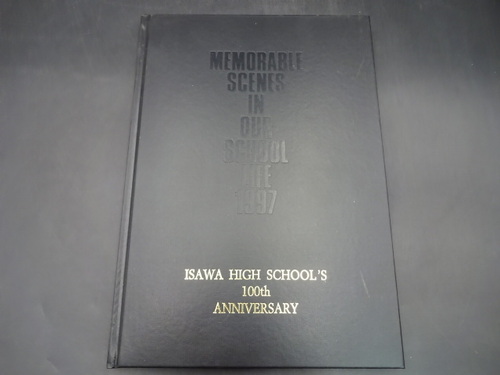 MEMORABLE
SCENES
IN
OUR
SCHOOL
LIFE
1997
ISAWA HIGH SCHOOL'S
100th
ANNIVERSARY